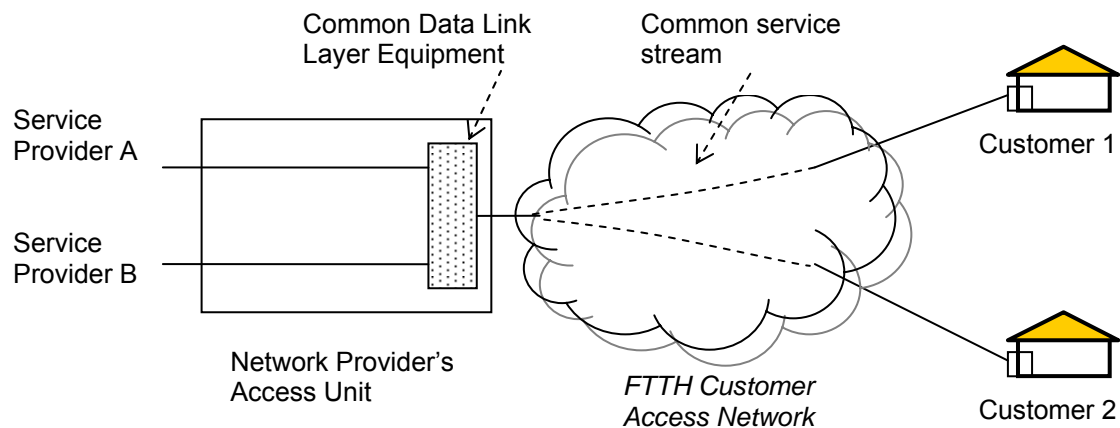 Common Data Link
Layer Equipment
Common service
stream
Service
Provider A
Customer 1
Service
Provider B
Network Provider’s
Access Unit
FTTH Customer
Access Network
Customer 2